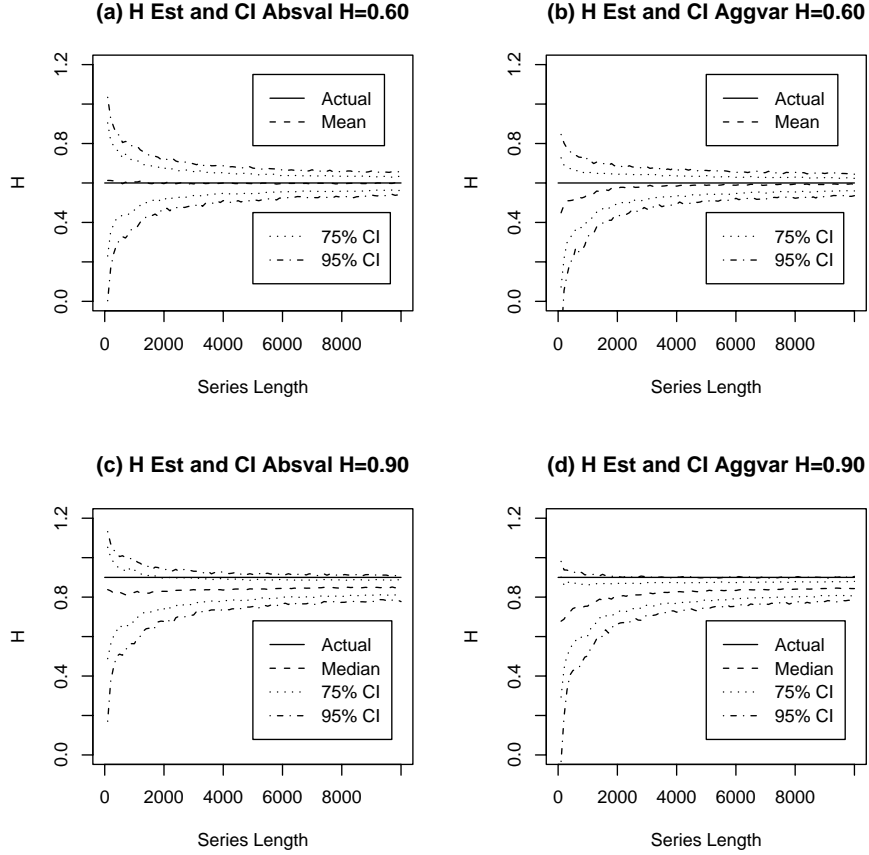 (a) H Est and CI Absval H=0.60
H
1.2
0.8
0.4
0.0
Actual
Mean
75% CI
95% CI
0 2000 4000 6000 8000
Series Length
(b) H Est and CI Aggvar H=0.60
H
1.2
0.8
0.4
0.0
Actual
Mean
75% CI
95% CI
0 2000 4000 6000 8000
Series Length
(c) H Est and CI Absval H=0.90
H
1.2
0.8
0.4
0.0
Actual
Median
75% CI
95% CI
0 2000 4000 6000 8000
Series Length
(d) H Est and CI Aggvar H=0.90
H
1.2
0.8
0.4
0.0
Actual
Median
75% CI
95% CI
0 2000 4000 6000 8000
Series Length